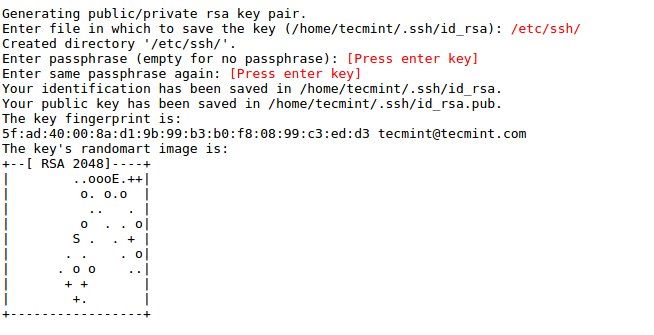 Generating public/private rsa key pair.
Enter file in which to save the key (/home/tecmint/.ssh/id_rsa): /etc/ssh/
Created directory '/etc/ssh/'.
Enter passphrase (empty for no passphrase): [Press enter key]
Enter same passphrase again: [Press enter key]
Your identification has been saved in /home/tecmint/.ssh/id_rsa.
Your public key has been saved in /home/tecmint/.ssh/id_rsa.pub.
The key fingerprint is:
5f:ad:40:00:8a:d1:9b:99:b3:b0:f8:08:99:c3:ed:d3 tecmint@tecmint.com
The key's randomart image is:
+--[ RSA 2048]----+
|        ..oooE.++|
|         o. o.o  |
|          ..   . |
|         o  . . o|
|        S .  . + |
|       . .    . o|
|      . o o    ..|
|       + +       |
|        +.       |
+-----------------+